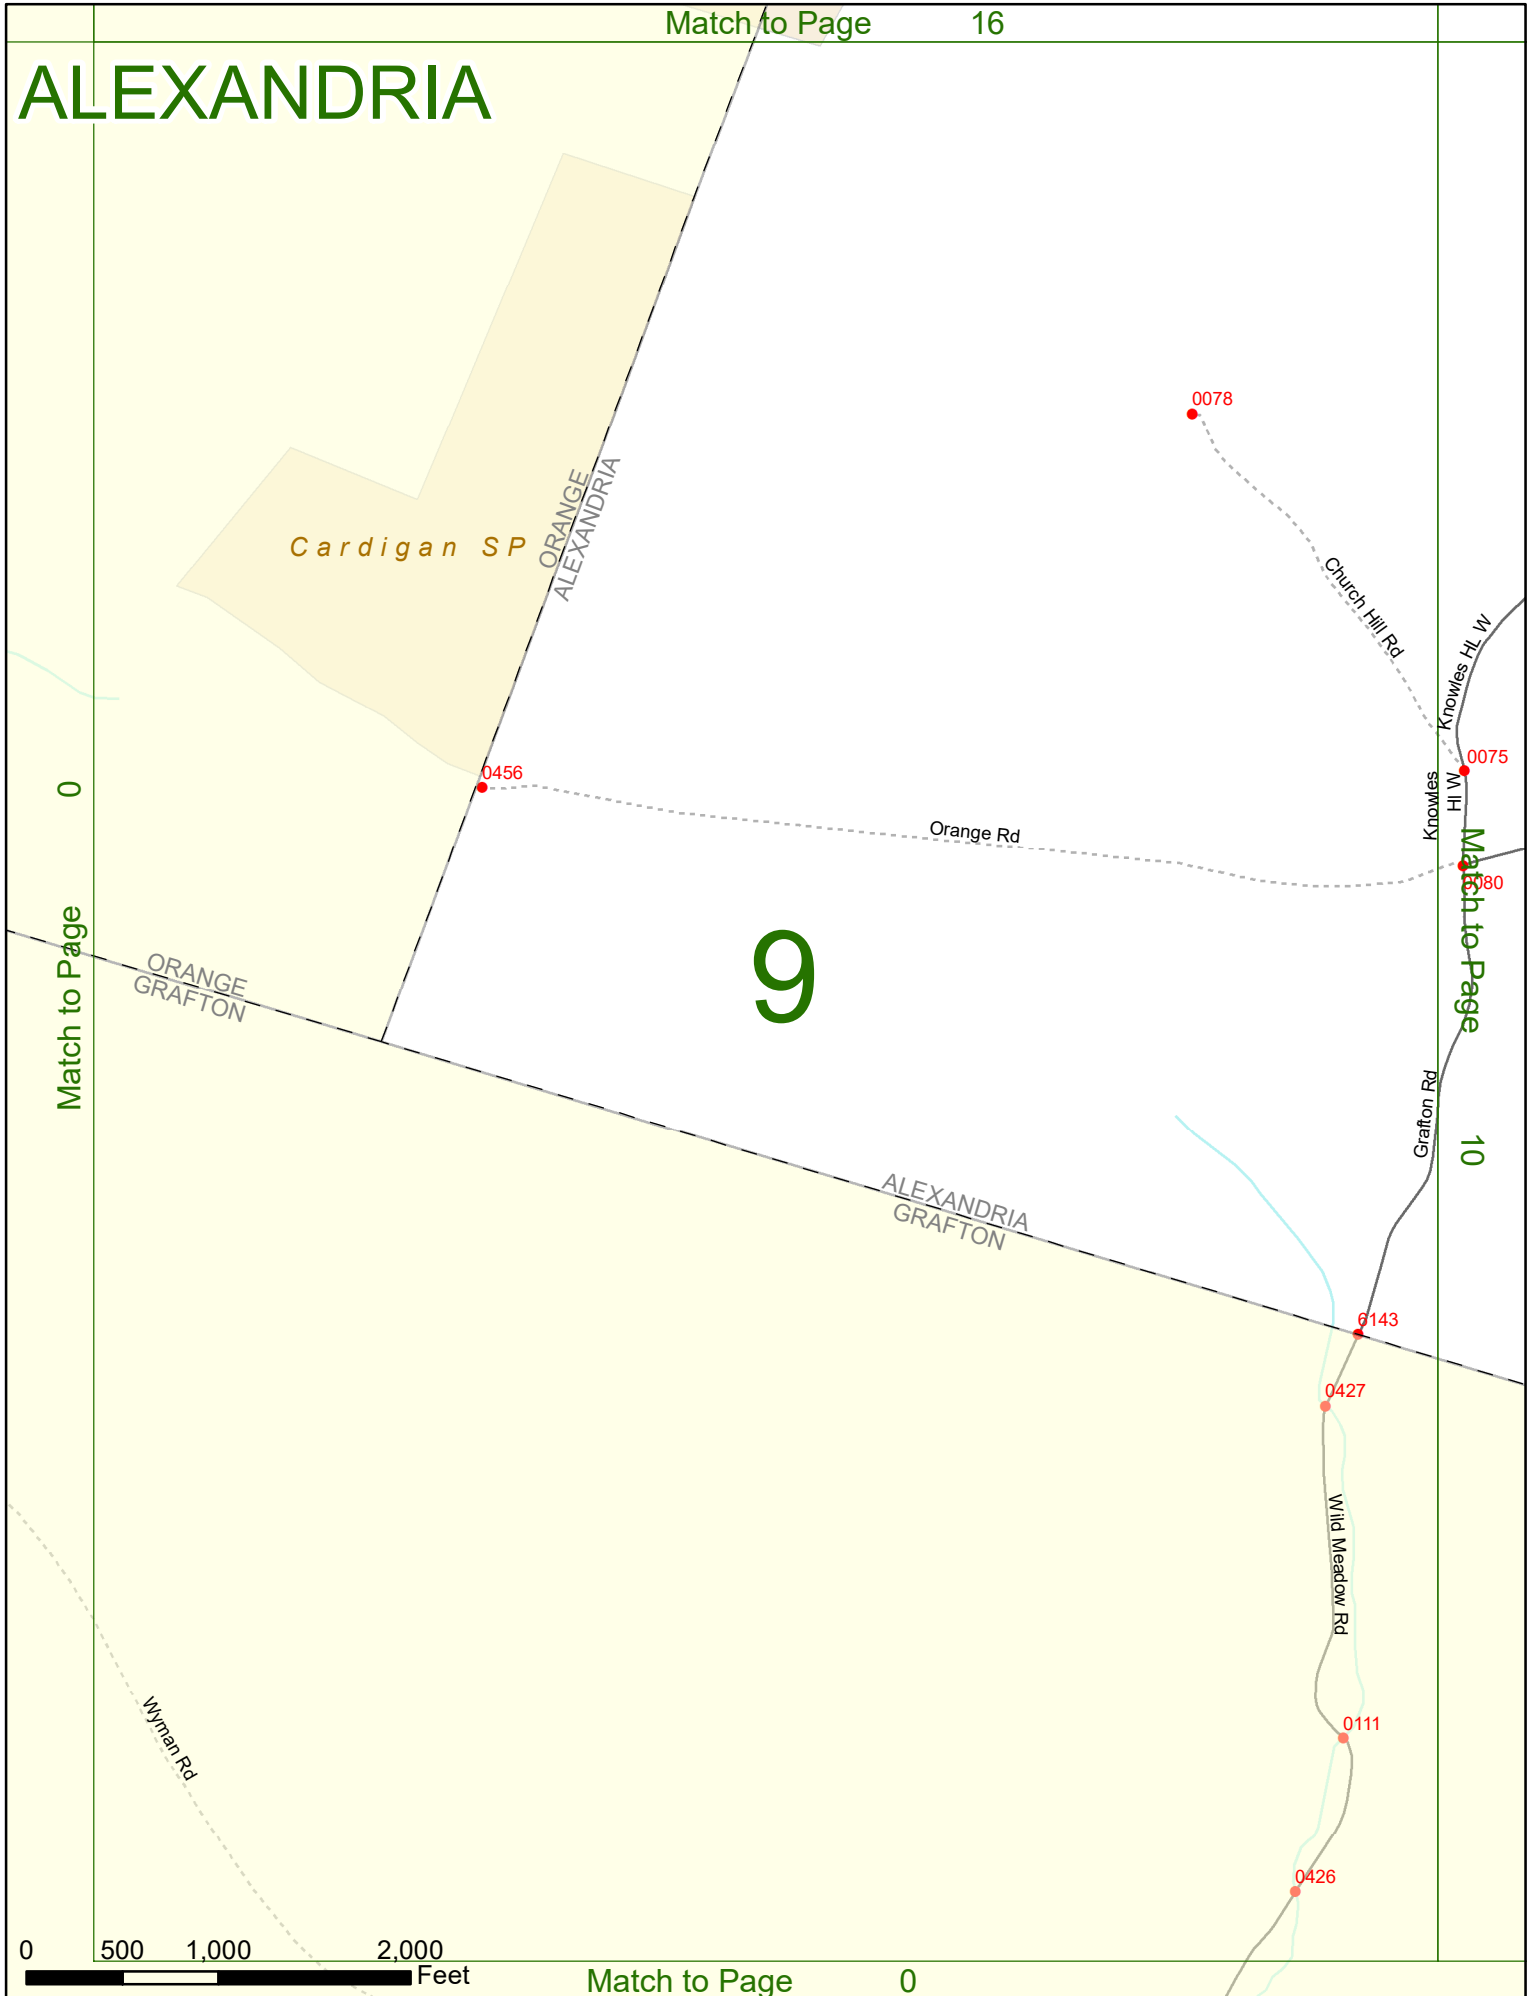 Match to Page 16
ALEXANDRIA
0078
Cardigan SP
ORANGE
ALEXANDRIA
Church Hill Rd
Knowles HL W
0075
0456
Knowles
Hl W
Orange Rd
0080
Match to Page 0
Match to Page 10
9
ORANGE
GRAFTON
Grafton Rd
ALEXANDRIA
GRAFTON
6143
0427
Wild Meadow Rd
Wyman Rd
0111
0426
0 500 1,000 2,000
Feet
Match to Page 0